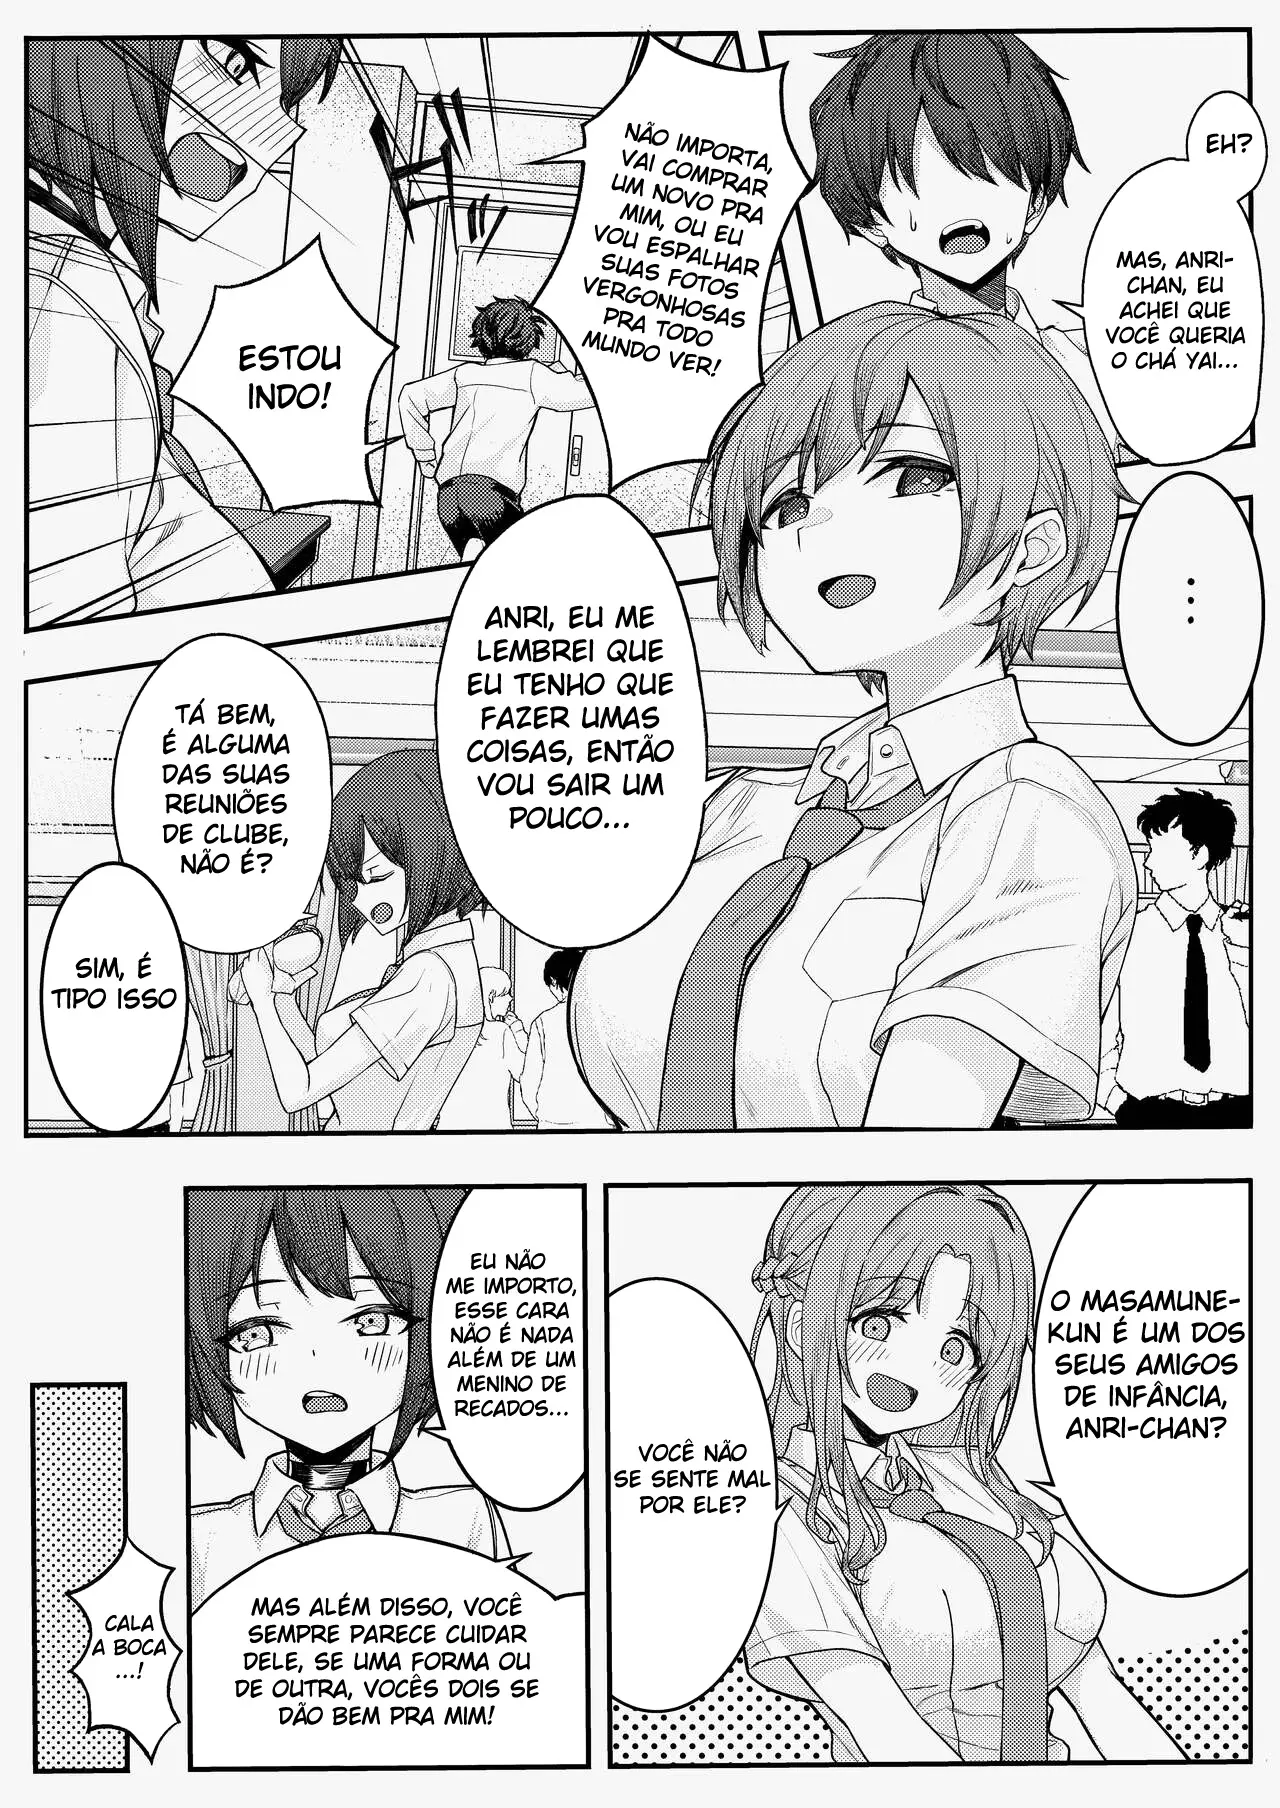 EH?
MAS, ANRI-
CHAN, EU
ACHEI QUE
VOCÊ QUERIA
O CHÁ YAI...
NÃO IMPORTA,
VAI COMPRAR
UM NOVO PRA
MIM, OU EU
VOU ESPALHAR
SUAS FOTOS
VERGONHOSAS
PRA TODO
MUNDO VER!
ESTOU
INDO!
...
ANRI, EU ME
LEMBREI QUE
EU TENHO QUE
FAZER UMAS
COISAS, ENTÃO
VOU SAIR UM
POUCO...
TÁ BEM,
É ALGUMA
DAS SUAS
REUNIÕES
DE CLUBE,
NÃO É?
SIM, É
TIPO ISSO
O MASAMUNE-
KUN É UM DOS
SEUS AMIGOS
DE INFÂNCIA,
ANRI-CHAN?
VOCÊ NÃO
SE SENTE MAL
POR ELE?
EU NÃO
ME IMPORTO,
ESSE CARA
NÃO É NADA
ALÉM DE UM
MENINO DE
RECADOS...
MAS ALÉM DISSO, VOCÊ
SEMPRE PARECE CUIDAR
DELE, SE UMA FORMA OU
DE OUTRA, VOCÊS DOIS SE
DÃO BEM PRA MIM!
CALA
A BOCA
...!